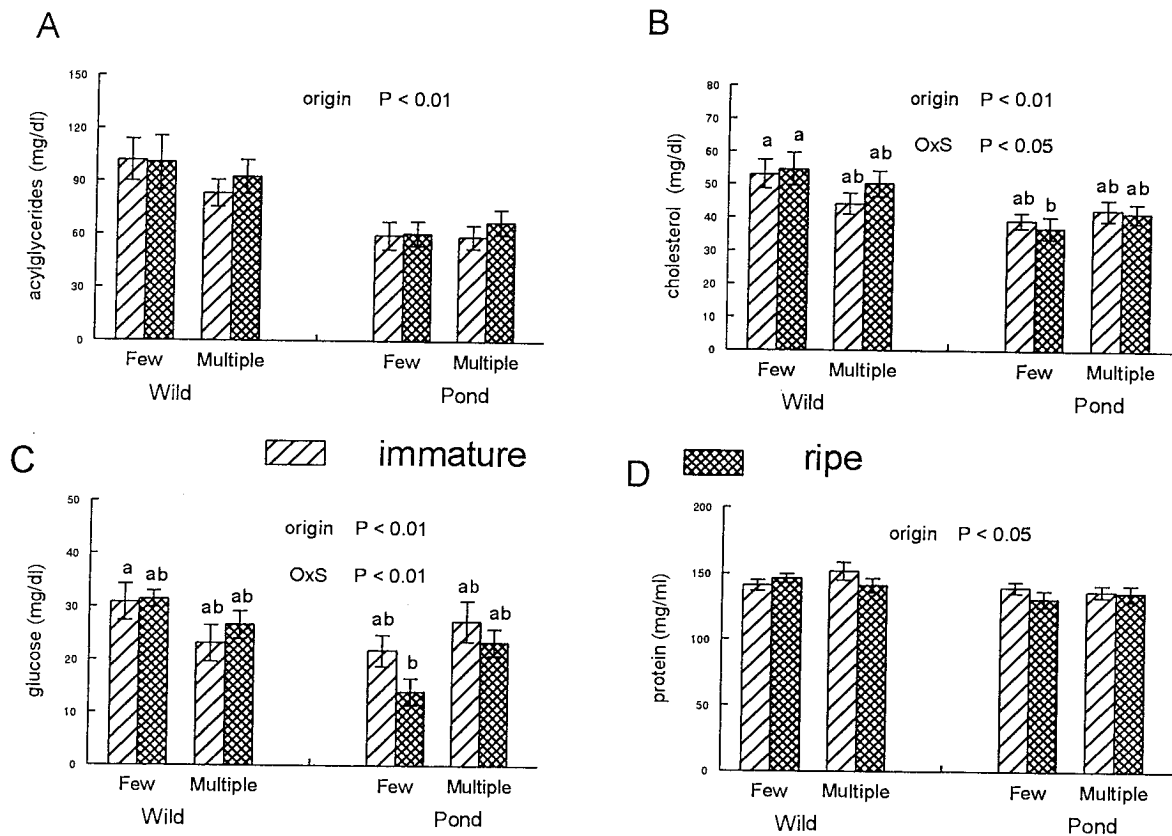 A
acylglycerides (mg/dl)
150
120
90
60
30
0
origin P < 0.01
Few Multiple Few Multiple
Wild Pond
B
cholesterol (mg/dl)
80
70
60
50
40
30
20
10
0
origin P < 0.01
OxS P < 0.05
a a ab ab ab b ab ab
Few Multiple Few Multiple
Wild Pond
immature ripe
C
glucose (mg/dl)
50
40
30
20
10
0
origin P < 0.01
OxS P < 0.01
a ab ab ab ab b ab ab
Few Multiple Few Multiple
Wild Pond
D
protein (mg/ml)
200
150
100
50
0
origin P < 0.05
Few Multiple Few Multiple
Wild Pond